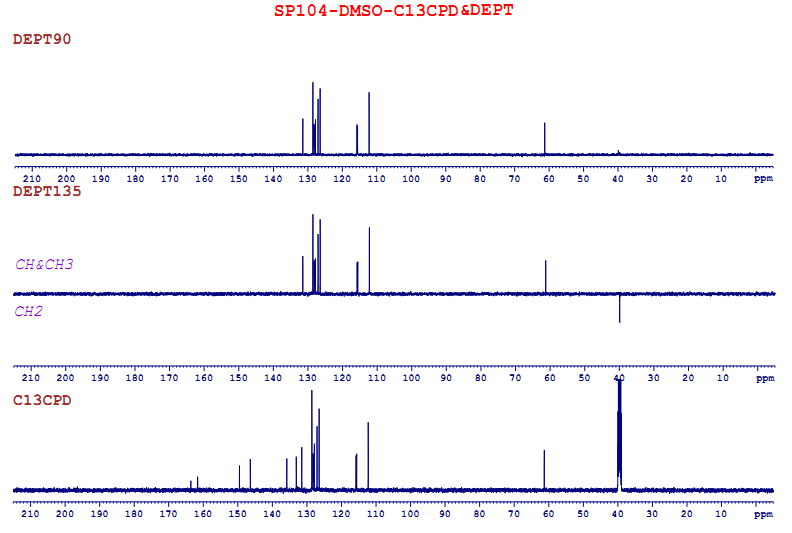 SP104-DMSO-C13CPD&DEPT
DEPT90
210 200 190 180 170 160 150 140 130 120 110 100 90 80 70 60 50 40 30 20 10 ppm
DEPT135
CH&CH3
CH2
210 200 190 180 170 160 150 140 130 120 110 100 90 80 70 60 50 40 30 20 10 ppm
C13CPD
210 200 190 180 170 160 150 140 130 120 110 100 90 80 70 60 50 40 30 20 10 ppm